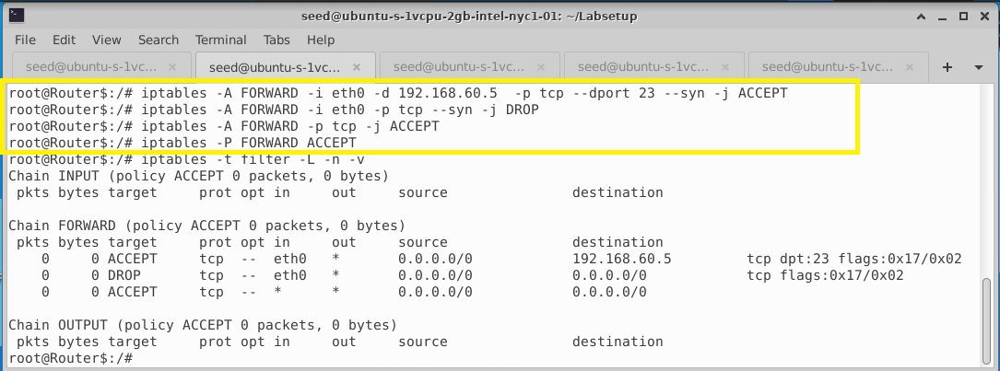 seed@ubuntu-s-1vcpu-2gb-intel-nyc1-01: ~/Labsetup
File Edit View Search Terminal Tabs Help
seed@ubuntu-s-1vc... × seed@ubuntu-s-1vc... × seed@ubuntu-s-1vc... × seed@ubuntu-s-1vc... × seed@ubuntu-s-1vc... ×
root@Router$:/# iptables -A FORWARD -i eth0 -d 192.168.60.5  -p tcp --dport 23 --syn -j ACCEPT
root@Router$:/# iptables -A FORWARD -i eth0 -p tcp --syn -j DROP
root@Router$:/# iptables -A FORWARD -p tcp -j ACCEPT
root@Router$:/# iptables -P FORWARD ACCEPT
root@Router$:/# iptables -t filter -L -n -v
Chain INPUT (policy ACCEPT 0 packets, 0 bytes)
 pkts bytes target     prot opt in     out     source               destination
Chain FORWARD (policy ACCEPT 0 packets, 0 bytes)
 pkts bytes target     prot opt in     out     source               destination
    0     0 ACCEPT     tcp  --  eth0   *       0.0.0.0/0            192.168.60.5         tcp dpt:23 flags:0x17/0x02
    0     0 DROP       tcp  --  eth0   *       0.0.0.0/0            0.0.0.0/0            tcp flags:0x17/0x02
    0     0 ACCEPT     tcp  --  *      *       0.0.0.0/0            0.0.0.0/0
Chain OUTPUT (policy ACCEPT 0 packets, 0 bytes)
 pkts bytes target     prot opt in     out     source               destination
root@Router$:/#